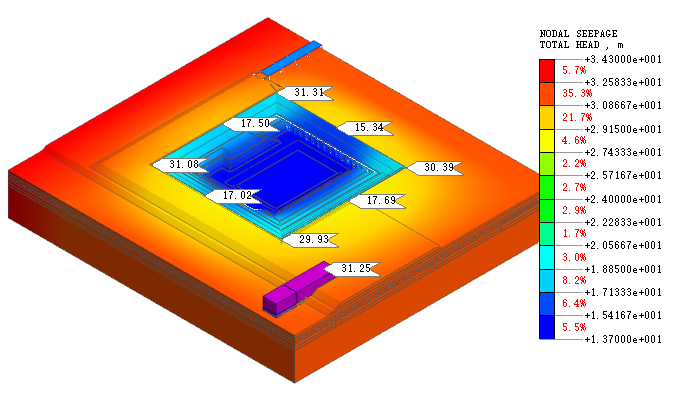 NODAL SEEPAGE
TOTAL HEAD , m
+3.43000e+001
5.7%
+3.25833e+001
35.3%
+3.08667e+001
21.7%
+2.91500e+001
4.6%
+2.74333e+001
2.2%
+2.57167e+001
2.7%
+2.40000e+001
2.9%
+2.22833e+001
1.7%
+2.05667e+001
3.0%
+1.88500e+001
8.2%
+1.71333e+001
6.4%
+1.54167e+001
5.5%
+1.37000e+001
31.31
17.50
15.34
31.08
30.39
17.02
17.69
29.93
31.25